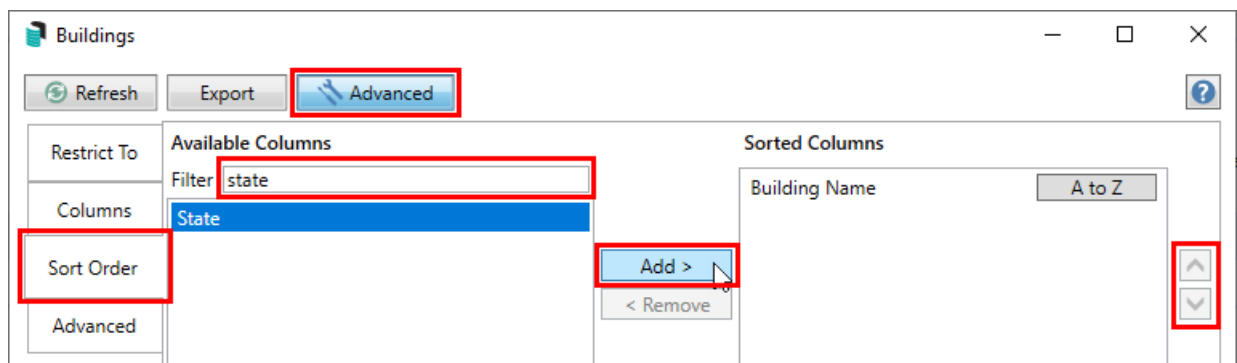 Buildings
Refresh
Export
Advanced
?
Restrict To
Columns
Sort Order
Advanced
Available Columns
Filter state
State
Add >
< Remove
Sorted Columns
Building Name A to Z